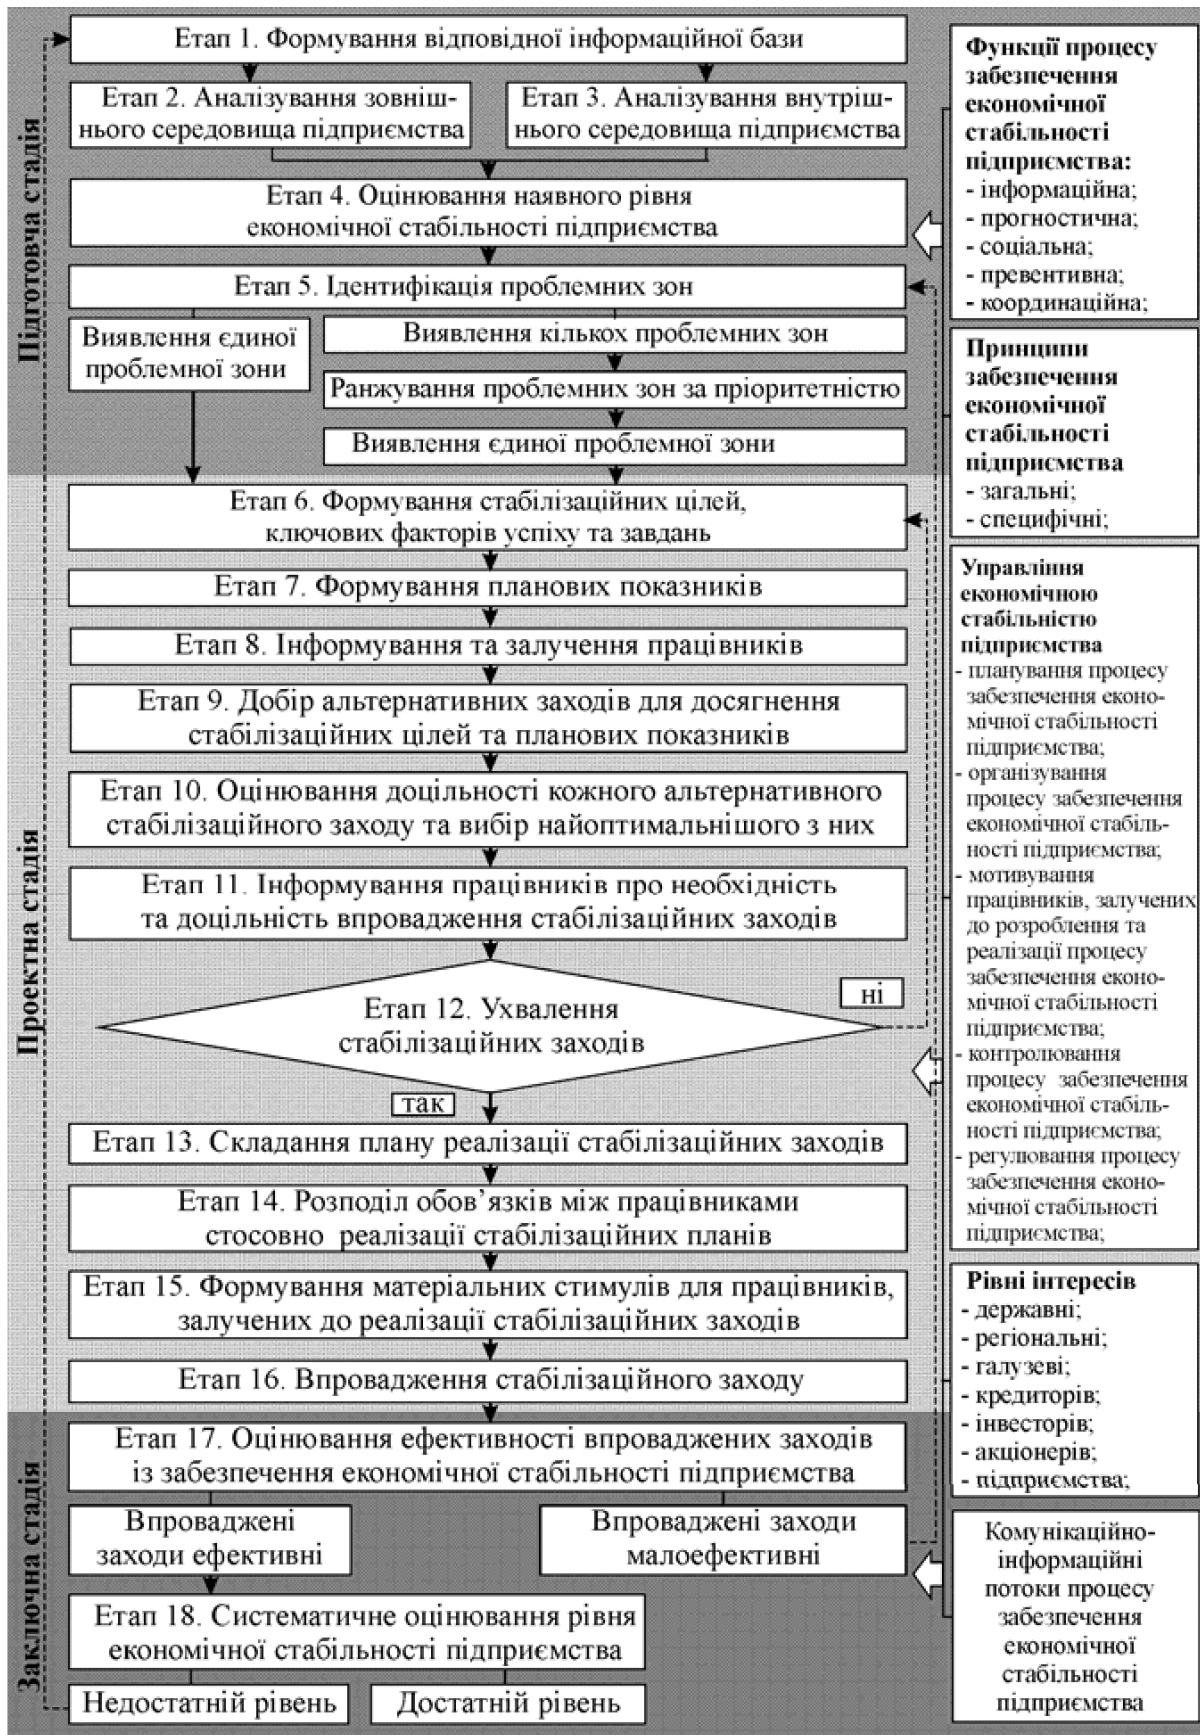 Підготовча стадія
Етап 1. Формування відповідної інформаційної бази
Етап 2. Аналізування зовніш-
нього середовища підприємства
Етап 3. Аналізування внутріш-
нього середовища підприємства
Етап 4. Оцінювання наявного рівня
економічної стабільності підприємства
Етап 5. Ідентифікація проблемних зон
Виявлення єдиної
проблемної зони
Виявлення кількох проблемних зон
Ранжування проблемних зон за пріоритетністю
Виявлення єдиної проблемної зони
Проектна стадія
Етап 6. Формування стабілізаційних цілей,
ключових факторів успіху та завдань
Етап 7. Формування планових показників
Етап 8. Інформування та залучення працівників
Етап 9. Добір альтернативних заходів для досягнення
стабілізаційних цілей та планових показників
Етап 10. Оцінювання доцільності кожного альтернативного
стабілізаційного заходу та вибір найоптимальнішого з них
Етап 11. Інформування працівників про необхідність
та доцільність впровадження стабілізаційних заходів
Етап 12. Ухвалення
стабілізаційних заходів
ні
так
Етап 13. Складання плану реалізації стабілізаційних заходів
Етап 14. Розподіл обов’язків між працівниками
стосовно реалізації стабілізаційних планів
Етап 15. Формування матеріальних стимулів для працівників,
залучених до реалізації стабілізаційних заходів
Етап 16. Впровадження стабілізаційного заходу
Заключна стадія
Етап 17. Оцінювання ефективності впроваджених заходів
із забезпечення економічної стабільності підприємства
Впроваджені
заходи ефективні
Впроваджені заходи
малоефективні
Етап 18. Систематичне оцінювання рівня
економічної стабільності підприємства
Недостатній рівень
Достатній рівень
Функції процесу
забезпечення
економічної
стабільності
підприємства:
- інформаційна;
- прогностична;
- соціальна;
- превентивна;
- координаційна;
Принципи
забезпечення
економічної
стабільності
підприємства
- загальні;
- специфічні;
Управління
економічною
стабільністю
підприємства
- планування процесу
забезпечення еконо-
мічної стабільності
підприємства;
- організування
процесу забезпечення
економічної стабіль-
ності підприємства;
- мотивування
працівників, залучених
до розроблення та
реалізації процесу
забезпечення еконо-
мічної стабільності
підприємства;
- контролювання
процесу забезпечення
економічної стабіль-
ності підприємства;
- регулювання процесу
забезпечення еконо-
мічної стабільності
підприємства;
Рівні інтересів
- державні;
- регіональні;
- галузеві;
- кредиторів;
- інвесторів;
- акціонерів;
- підприємства;
Комунікаційно-
інформаційні
потоки процесу
забезпечення
економічної
стабільності
підприємства